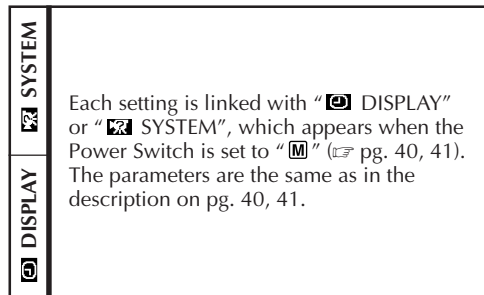 SYSTEM
DISPLAY
Each setting is linked with “ DISPLAY”
or “ SYSTEM”, which appears when the
Power Switch is set to “M” (☞ pg. 40, 41).
The parameters are the same as in the
description on pg. 40, 41.